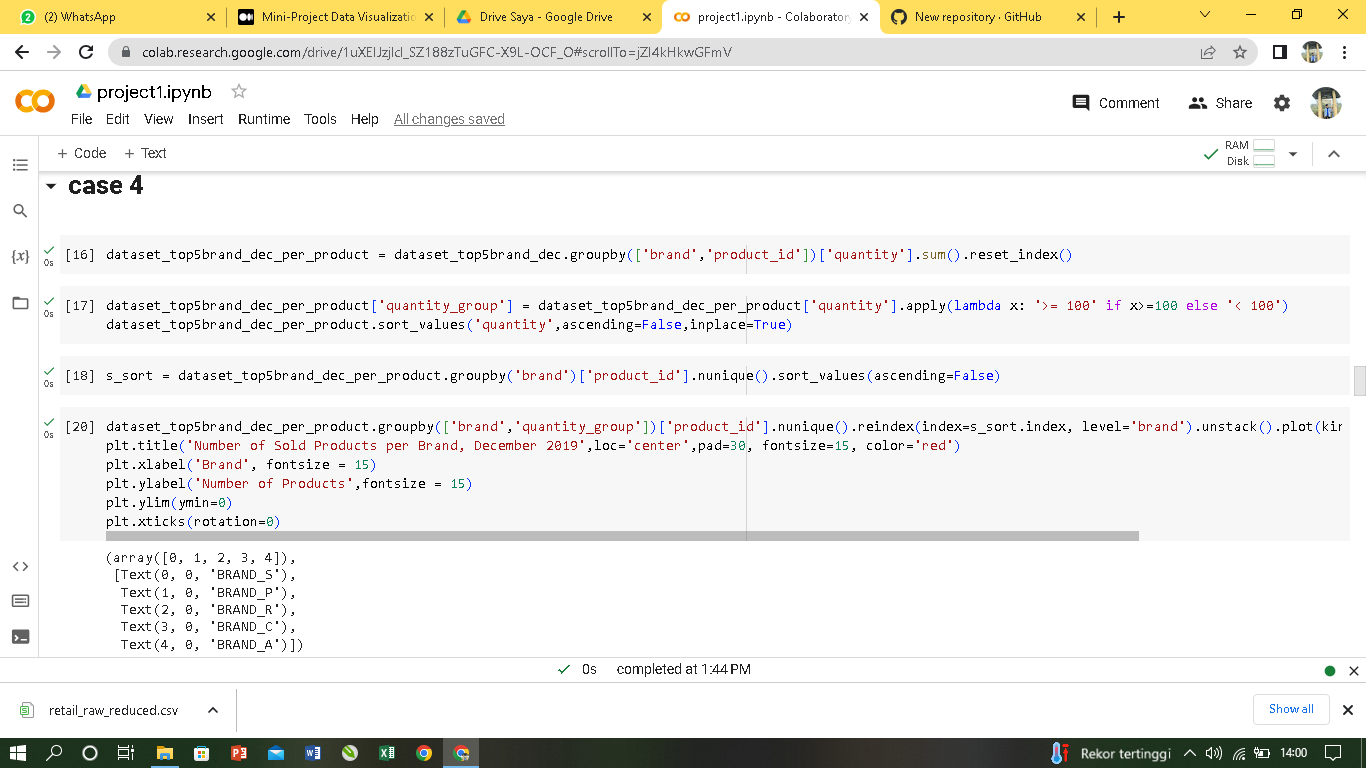 (2) WhatsApp
Mini-Project Data Visualizatio
Drive Saya - Google Drive
project1.ipynb - Colaboratory
New repository · GitHub
colab.research.google.com/drive/1uXEIJzjIcI_SZ188zTuGFC-X9L-OCF_O#scrollTo=jZI4kHkwGFmV
project1.ipynb
File Edit View Insert Runtime Tools Help All changes saved
Comment
Share
+ Code + Text
RAM
Disk
case 4
0s
[16] dataset_top5brand_dec_per_product = dataset_top5brand_dec.groupby(['brand','product_id'])['quantity'].sum().reset_index()
0s
[17] dataset_top5brand_dec_per_product['quantity_group'] = dataset_top5brand_dec_per_product['quantity'].apply(lambda x: '>= 100' if x>=100 else '< 100')
dataset_top5brand_dec_per_product.sort_values('quantity',ascending=False,inplace=True)
0s
[18] s_sort = dataset_top5brand_dec_per_product.groupby('brand')['product_id'].nunique().sort_values(ascending=False)
0s
[20] dataset_top5brand_dec_per_product.groupby(['brand','quantity_group'])['product_id'].nunique().reindex(index=s_sort.index, level='brand').unstack().plot(kin
plt.title('Number of Sold Products per Brand, December 2019',loc='center',pad=30, fontsize=15, color='red')
plt.xlabel('Brand', fontsize = 15)
plt.ylabel('Number of Products',fontsize = 15)
plt.ylim(ymin=0)
plt.xticks(rotation=0)
(array([0, 1, 2, 3, 4]),
[Text(0, 0, 'BRAND_S'),
Text(1, 0, 'BRAND_P'),
Text(2, 0, 'BRAND_R'),
Text(3, 0, 'BRAND_C'),
Text(4, 0, 'BRAND_A')])
0s completed at 1:44 PM
retail_raw_reduced.csv
Show all
Rekor tertinggi
14:00